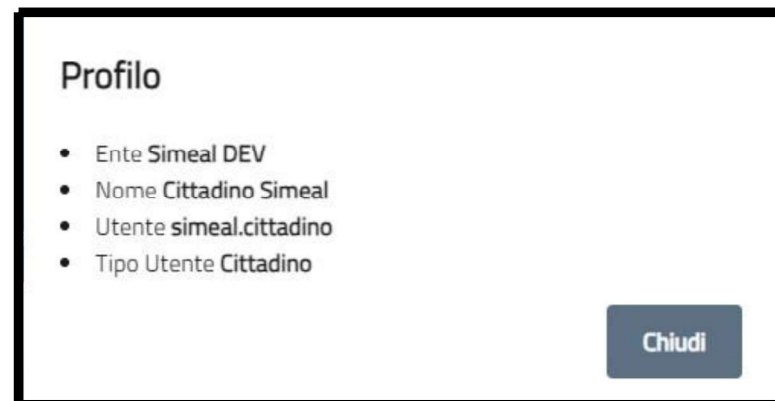 Profilo
Ente Simeal DEV
Nome Cittadino Simeal
Utente simeal.cittadino
Tipo Utente Cittadino
Chiudi